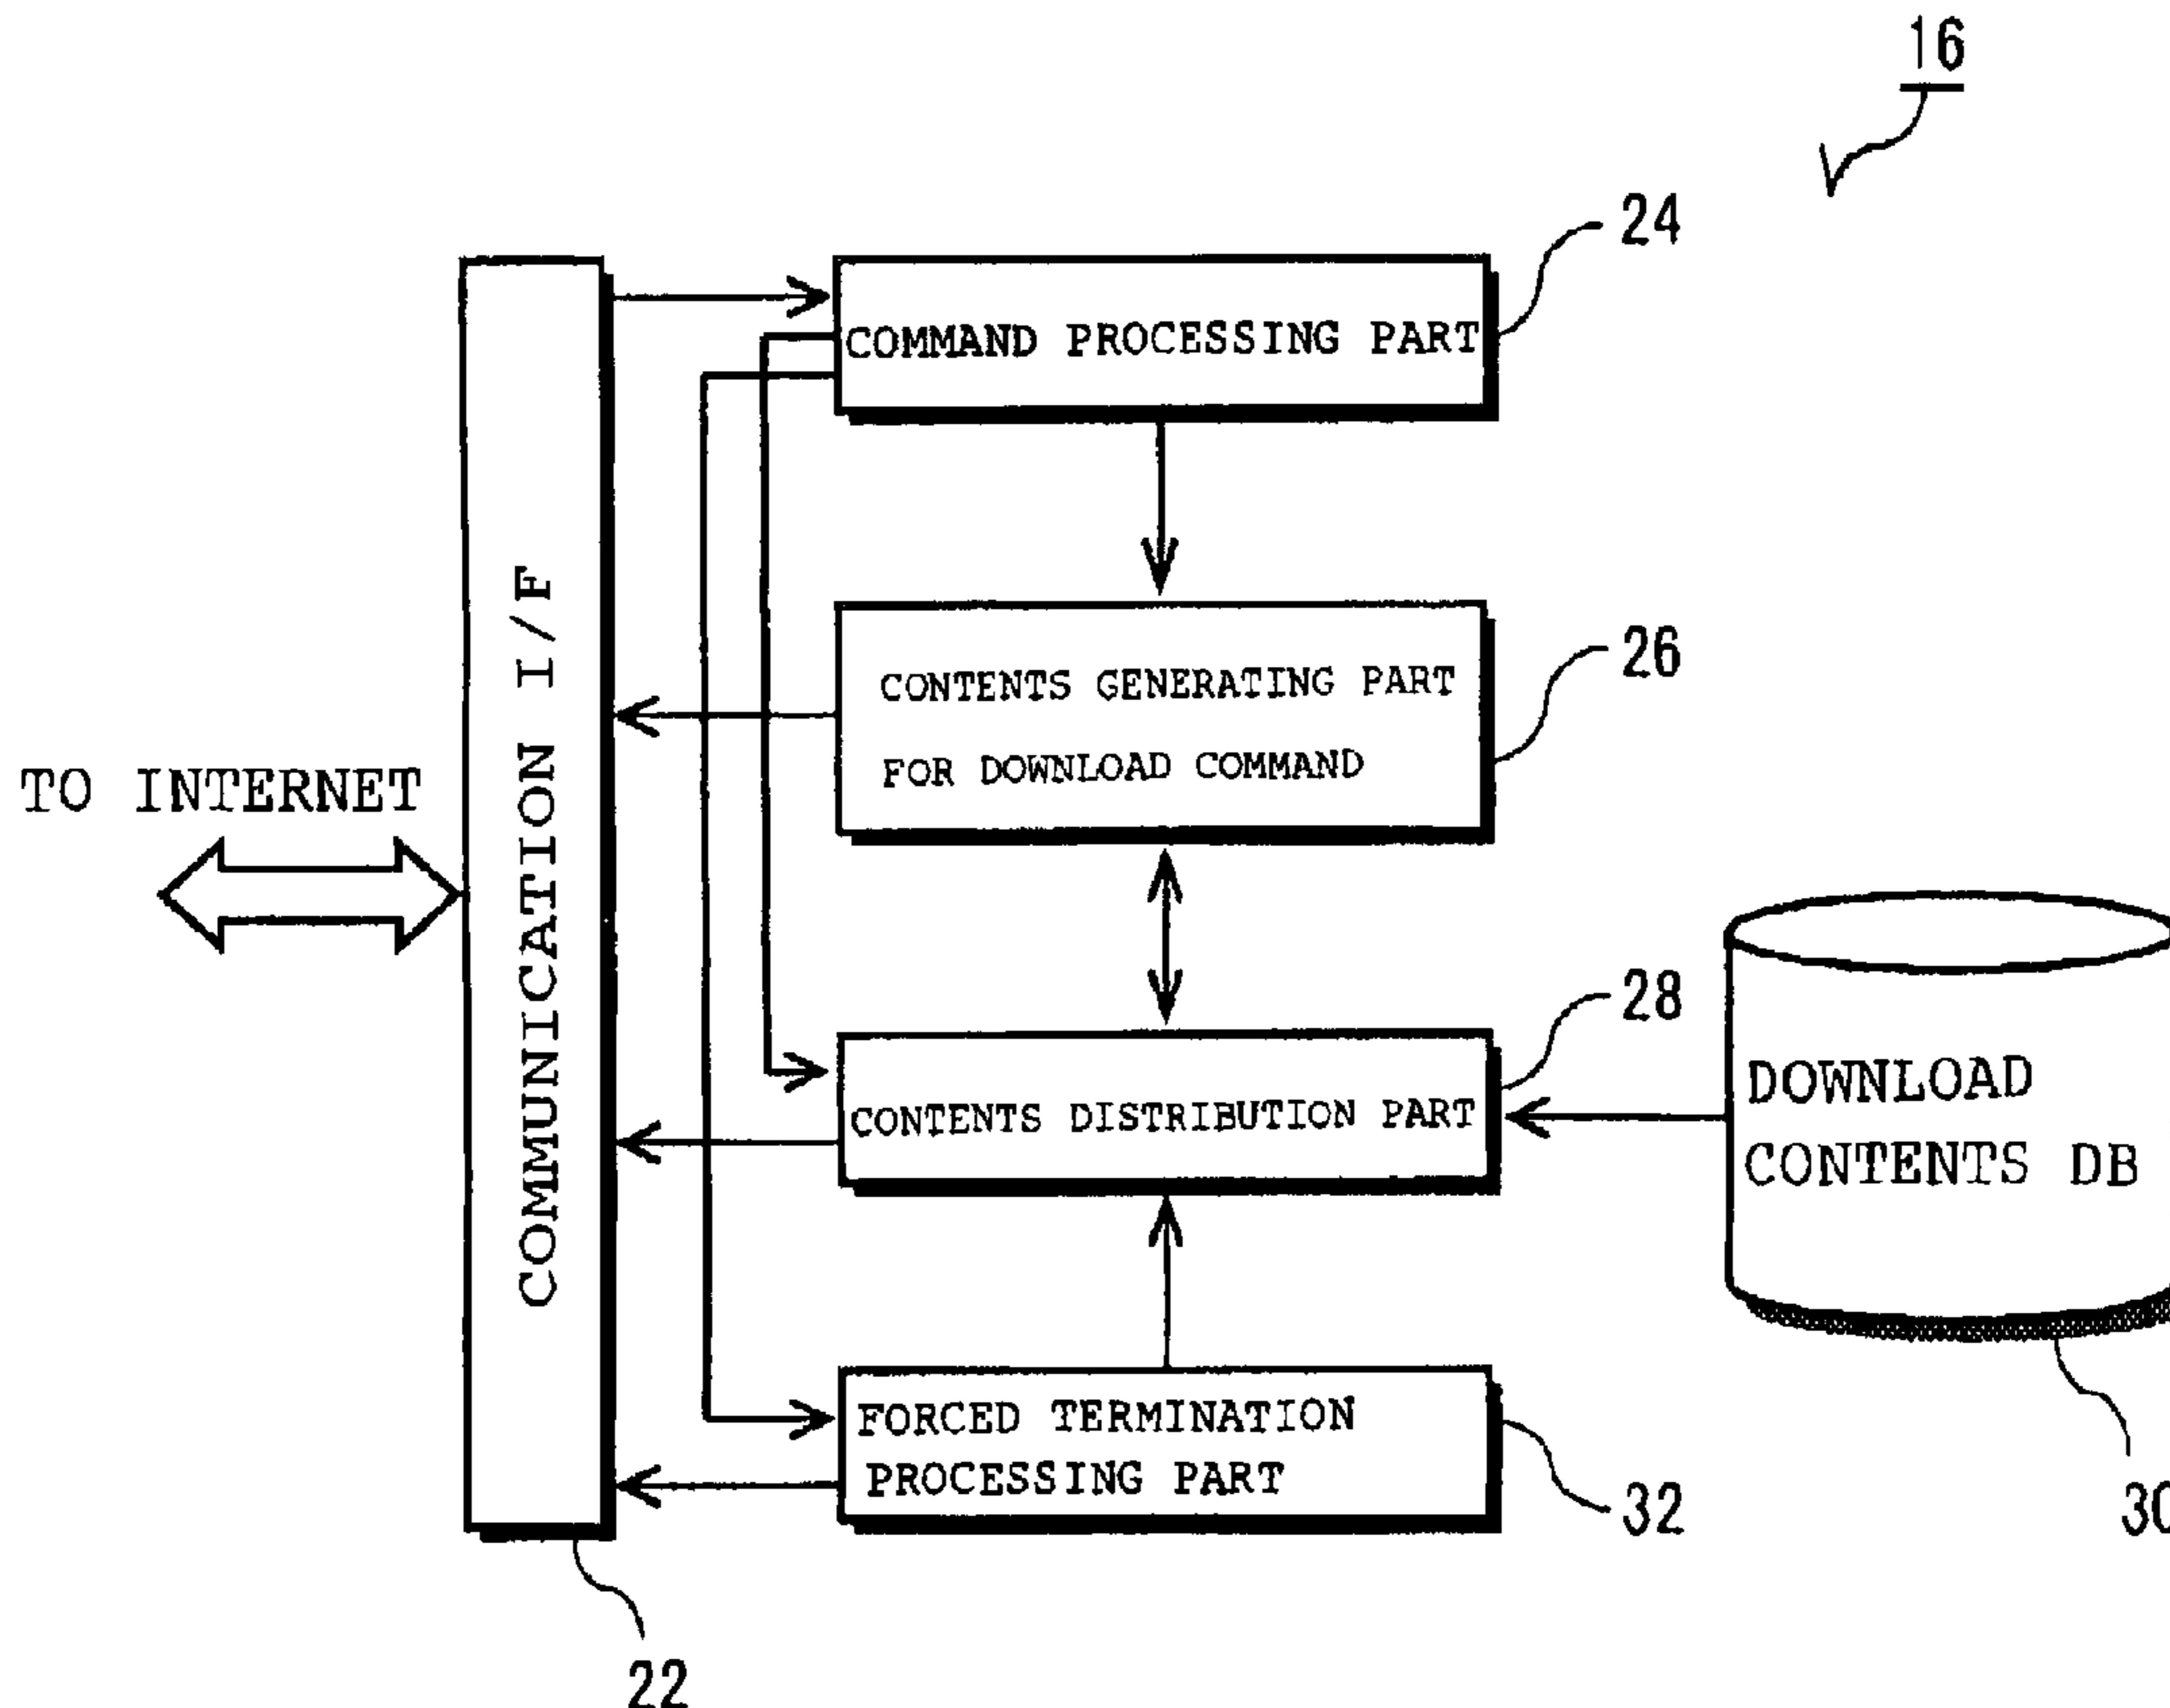 16
24
COMMAND PROCESSING PART
26
CONTENTS GENERATING PART
FOR DOWNLOAD COMMAND
TO INTERNET
COMMUNICATION I/F
28
CONTENTS DISTRIBUTION PART
DOWNLOAD
CONTENTS DB
FORCED TERMINATION
PROCESSING PART
32
30
22